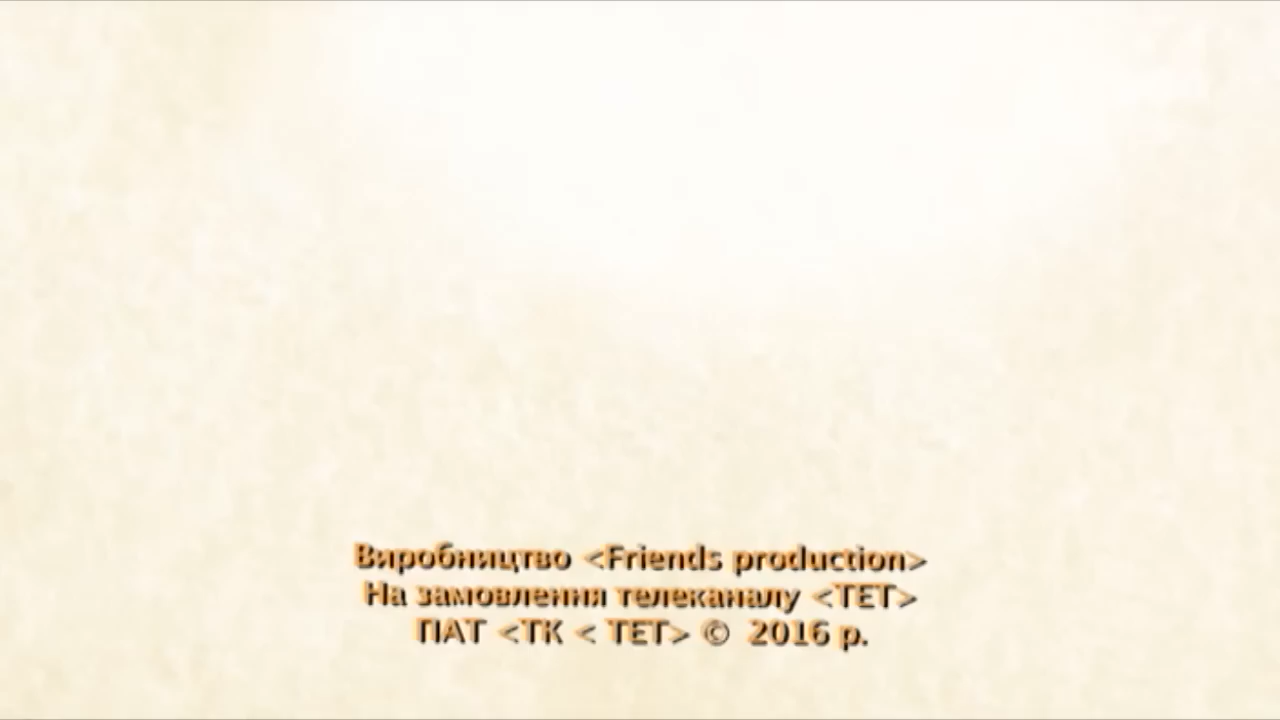 Виробництво <Friends production>
На замовлення телеканалу <ТЕТ>
ПАТ <ТК < ТЕТ> © 2016 р.